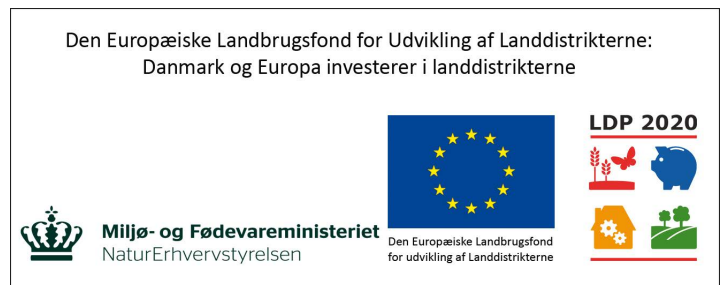 Den Europæiske Landbrugsfond for Udvikling af Landdistrikterne:
Danmark og Europa investerer i landdistrikterne
Miljø- og Fødevareministeriet
NaturErhvervstyrelsen
Den Europæiske Landbrugsfond
for udvikling af Landdistrikterne
LDP 2020